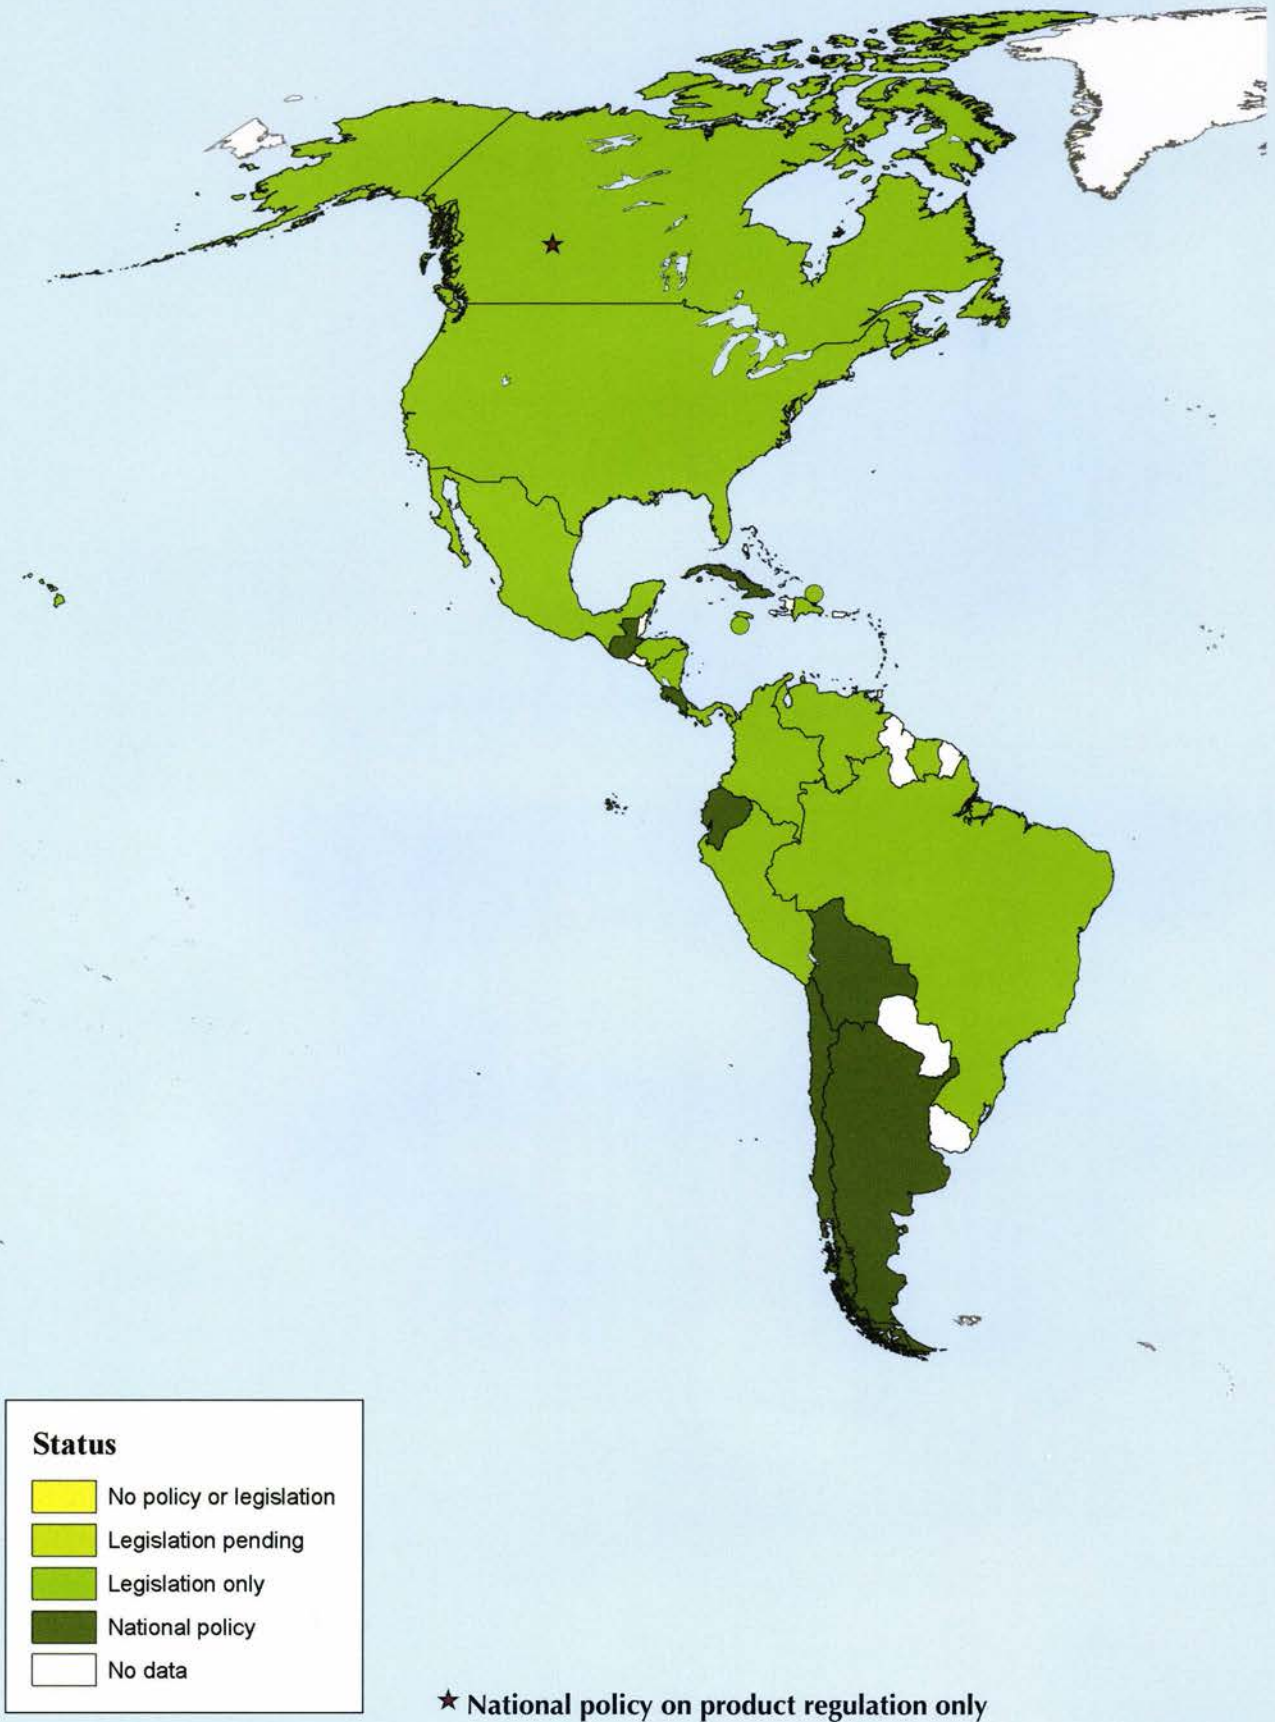 Status
No policy or legislation
Legislation pending
Legislation only
National policy
No data
★ National policy on product regulation only